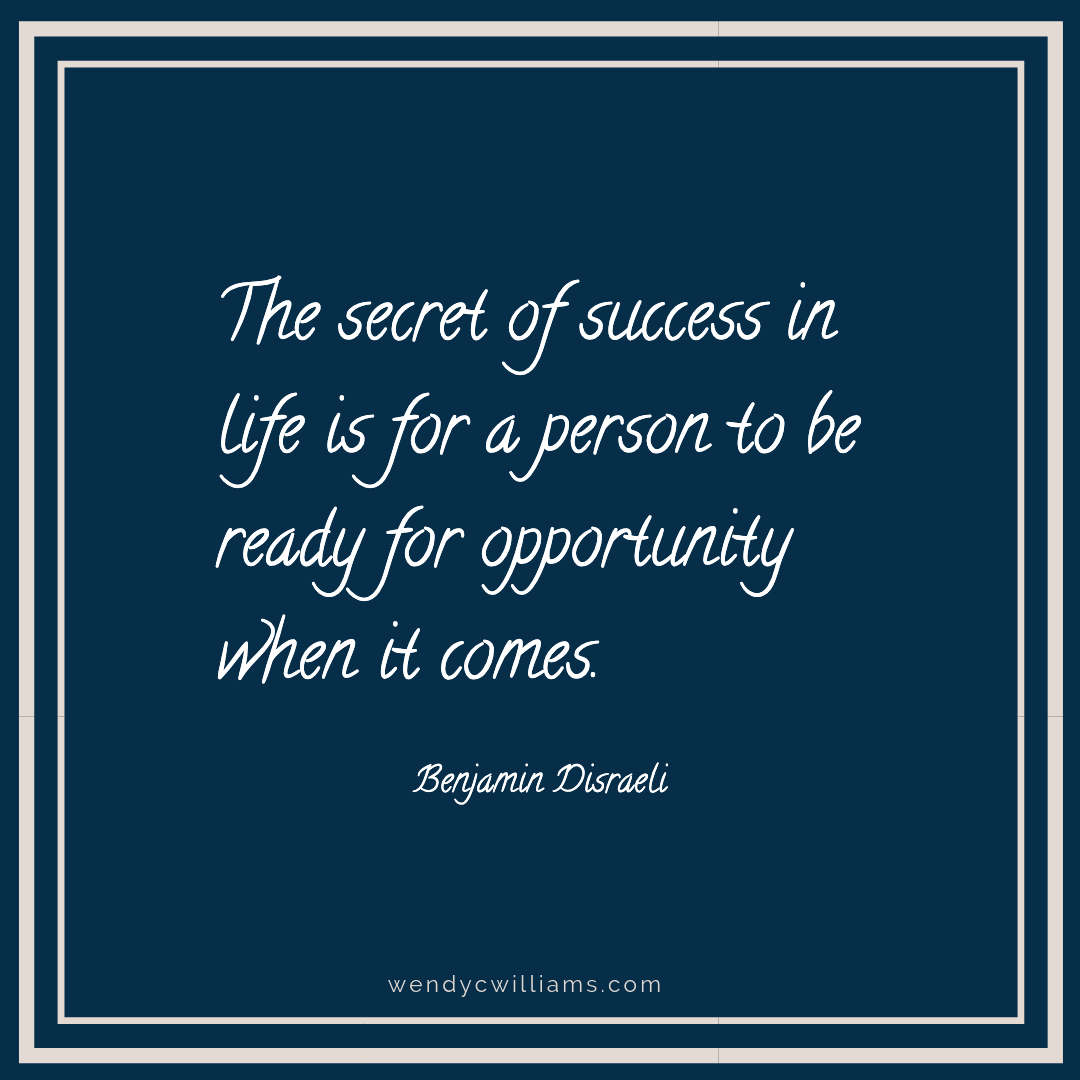 The secret of success in
life is for a person to be
ready for opportunity
when it comes.
Benjamin Disraeli
wendycwilliams.com